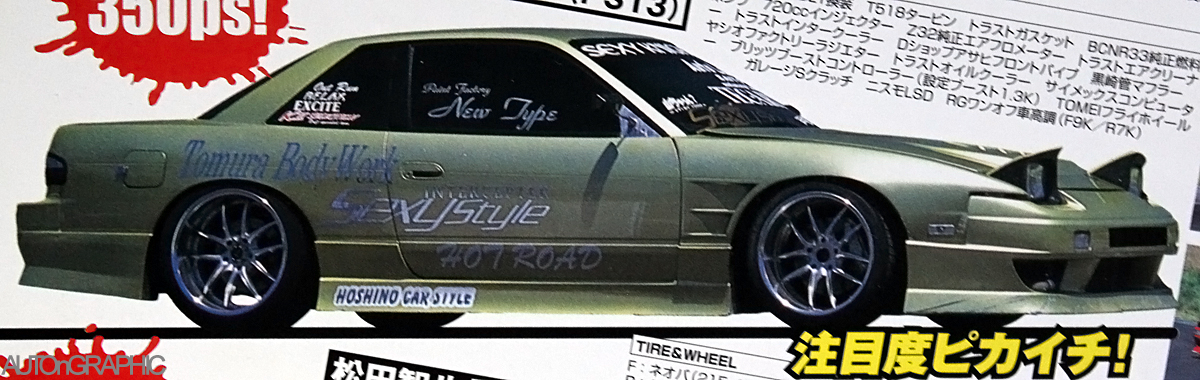 350ps!
(PS13)
T518タービン トラストガスケット BCNR33純正燃料
720ccインジェクター Z32純正エアフロメーター トラストエアクリーナ
ー トラストインタークーラー Dショップアサヒフロントパイプ 黒崎管マフラー
ヤシオファクトリーラジエター トラストオイルクーラー サイメックスコンピュータ
ー ブリッツブーストコントローラー(設定ブースト1.3K) TOMEIフライホイール
ガレージSクラッチ ニスモLSD RGワンオフ車高調(F9K/R7K)
Out Run
RELAX
EXCITE
Paint Factory
New Type
Tomura Body Work
INTERCEPTER
SexyStyle
HOT ROAD
HOSHINO CAR STYLE
注目度ピカイチ!
AUTOnGRAPHIC
TIRE&WHEEL